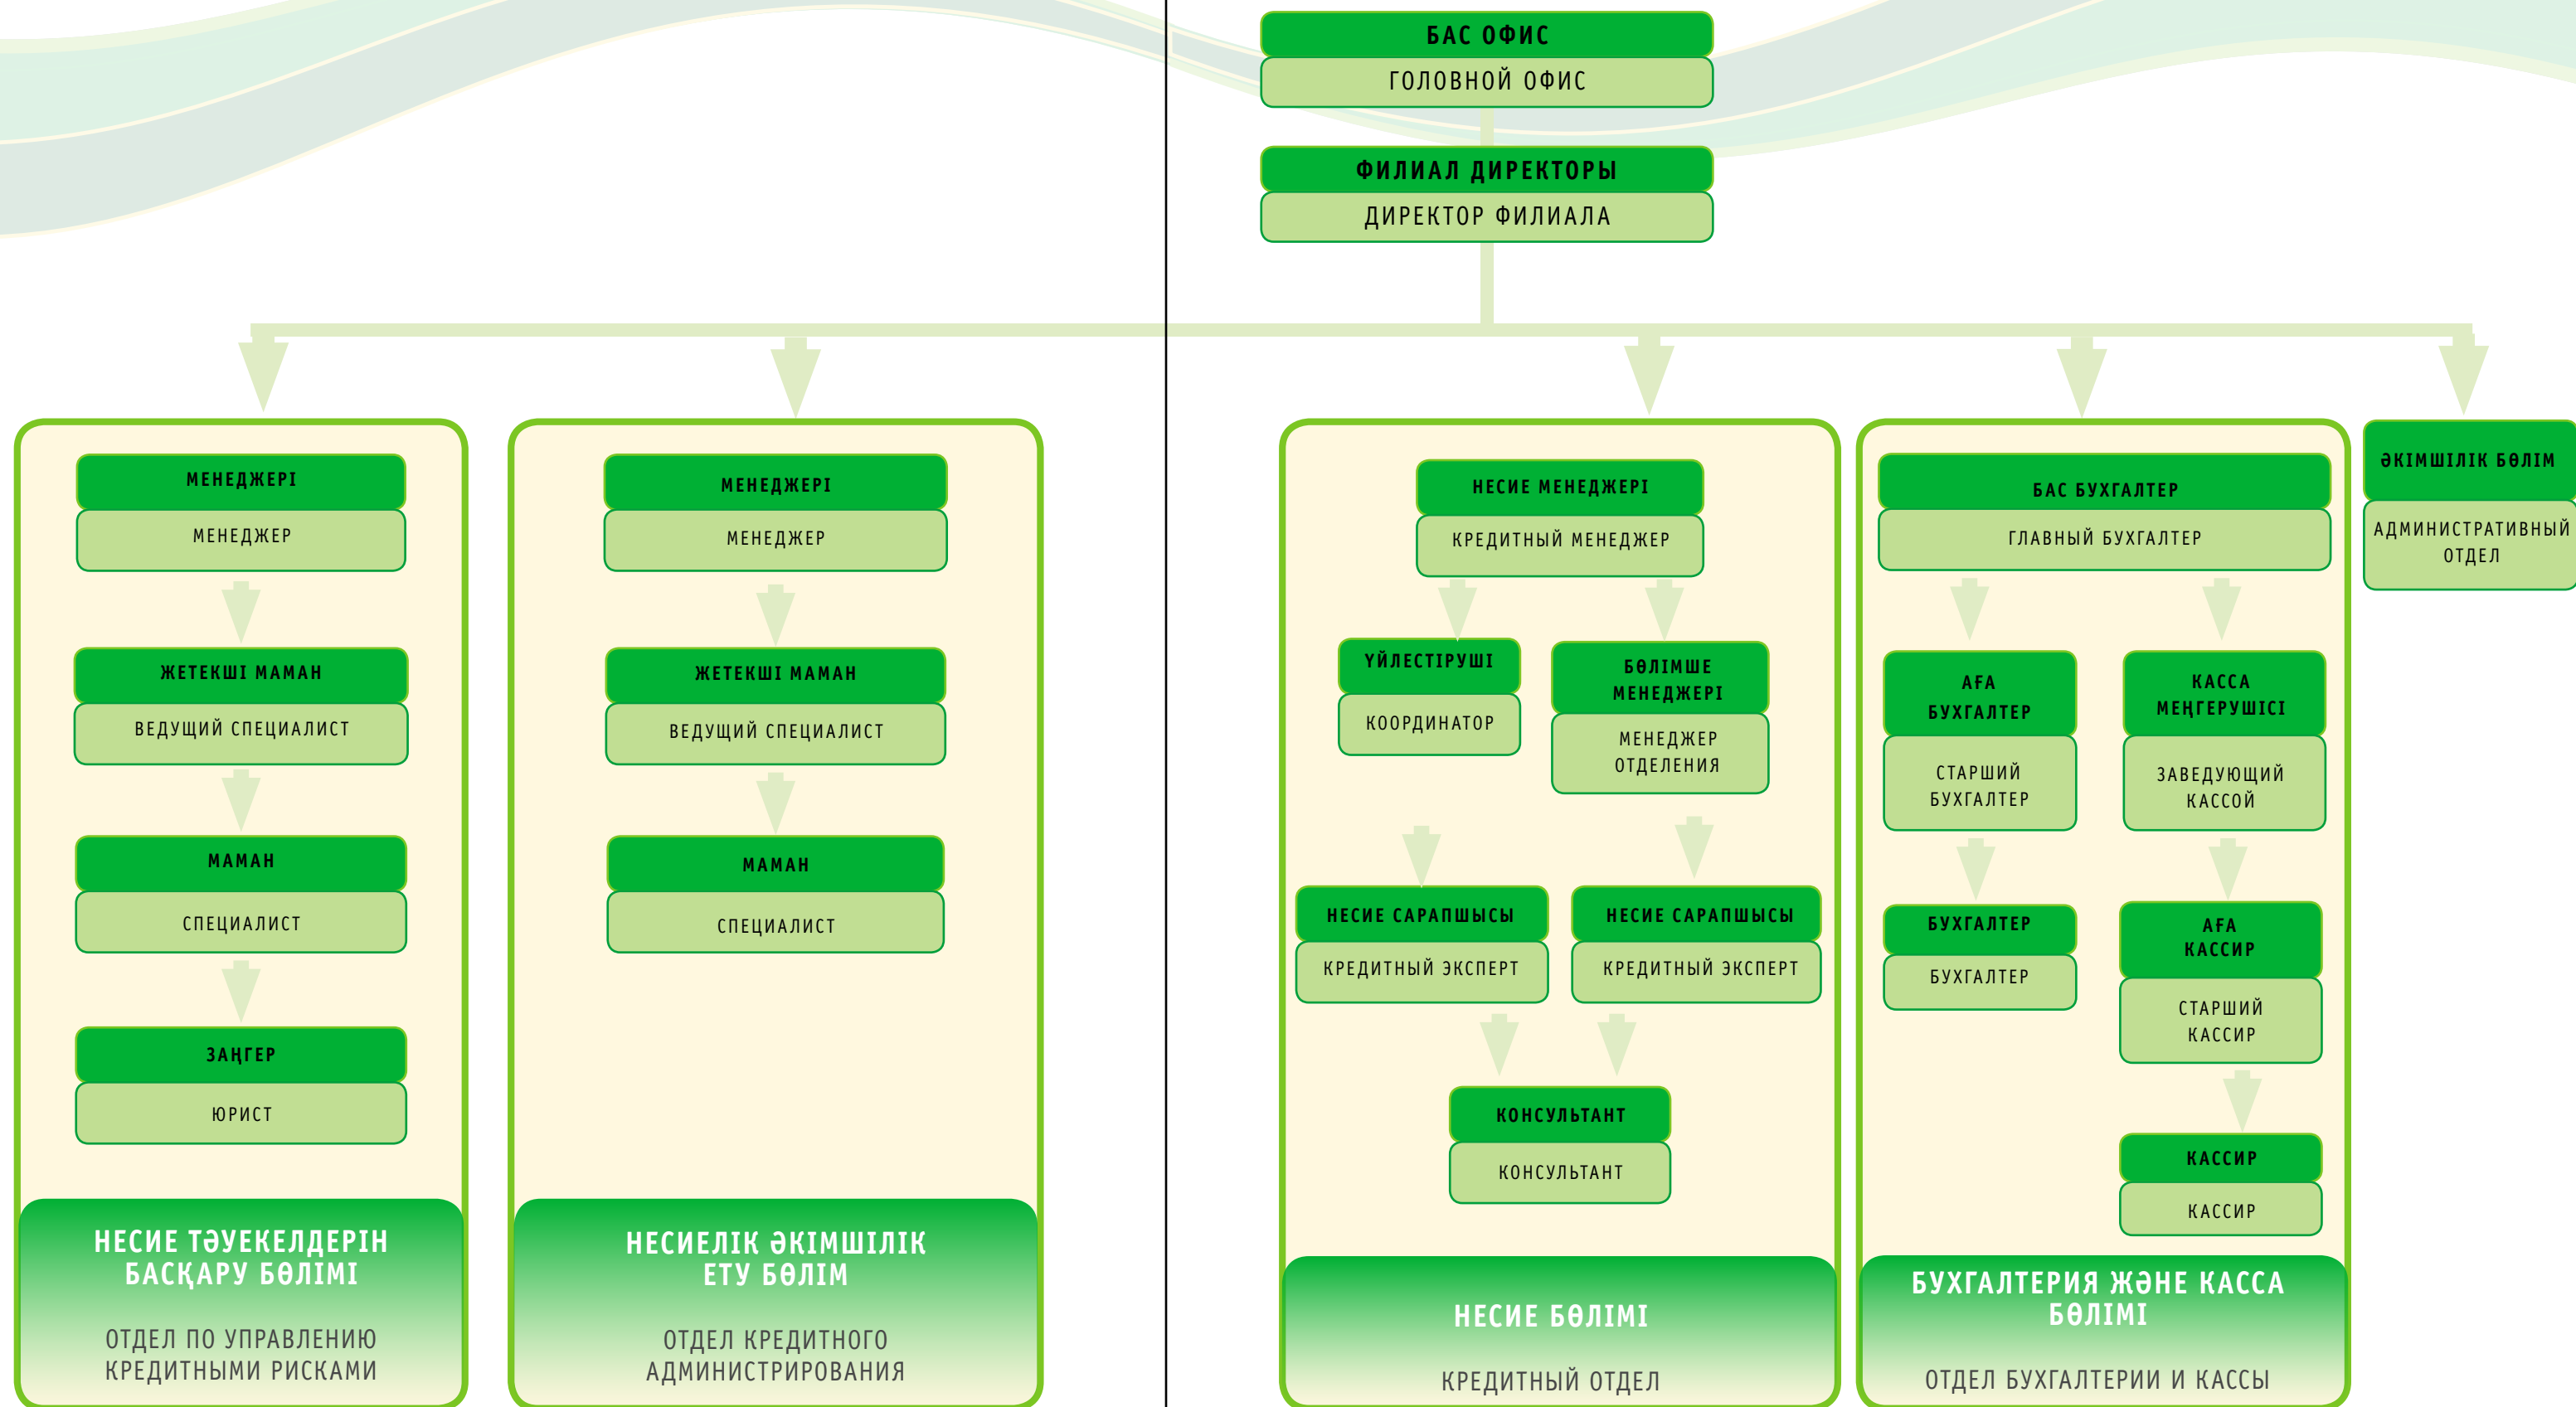 БАС ОФИС
ГОЛОВНОЙ ОФИС
ФИЛИАЛ ДИРЕКТОРЫ
ДИРЕКТОР ФИЛИАЛА
МЕНЕДЖЕРІ
МЕНЕДЖЕР
ЖЕТЕКШІ МАМАН
ВЕДУЩИЙ СПЕЦИАЛИСТ
МАМАН
СПЕЦИАЛИСТ
ЗАҢГЕР
ЮРИСТ
НЕСИЕ ТӘУЕКЕЛДЕРІН
БАСҚАРУ БӨЛІМІ
ОТДЕЛ ПО УПРАВЛЕНИЮ
КРЕДИТНЫМИ РИСКАМИ
МЕНЕДЖЕРІ
МЕНЕДЖЕР
ЖЕТЕКШІ МАМАН
ВЕДУЩИЙ СПЕЦИАЛИСТ
МАМАН
СПЕЦИАЛИСТ
НЕСИЕЛІК ӘКІМШІЛІК
ЕТУ БӨЛІМ
ОТДЕЛ КРЕДИТНОГО
АДМИНИСТРИРОВАНИЯ
НЕСИЕ МЕНЕДЖЕРІ
КРЕДИТНЫЙ МЕНЕДЖЕР
ҮЙЛЕСТІРУШІ
КООРДИНАТОР
БӨЛІМШЕ
МЕНЕДЖЕРІ
МЕНЕДЖЕР
ОТДЕЛЕНИЯ
НЕСИЕ САРАПШЫСЫ
КРЕДИТНЫЙ ЭКСПЕРТ
НЕСИЕ САРАПШЫСЫ
КРЕДИТНЫЙ ЭКСПЕРТ
КОНСУЛЬТАНТ
КОНСУЛЬТАНТ
НЕСИЕ БӨЛІМІ
КРЕДИТНЫЙ ОТДЕЛ
БАС БУХГАЛТЕР
ГЛАВНЫЙ БУХГАЛТЕР
АҒА
БУХГАЛТЕР
СТАРШИЙ
БУХГАЛТЕР
БУХГАЛТЕР
БУХГАЛТЕР
КАССА
МЕҢГЕРУШІСІ
ЗАВЕДУЮЩИЙ
КАССОЙ
АҒА
КАССИР
СТАРШИЙ
КАССИР
КАССИР
КАССИР
БУХГАЛТЕРИЯ ЖӘНЕ КАССА
БӨЛІМІ
ОТДЕЛ БУХГАЛТЕРИИ И КАССЫ
ӘКІМШІЛІК БӨЛІМ
АДМИНИСТРАТИВНЫЙ
ОТДЕЛ